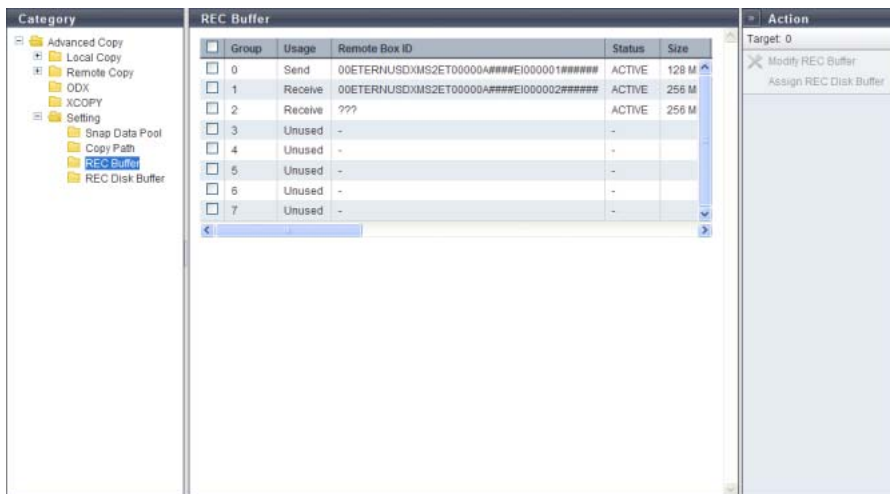 Category
Advanced Copy
Local Copy
Remote Copy
ODX
XCOPY
Setting
Snap Data Pool
Copy Path
REC Buffer
REC Disk Buffer
REC Buffer
Group Usage Remote Box ID Status Size
0 Send 00ETERNUSDXMS2ET00000A####EI000001###### ACTIVE 128 M
1 Receive 00ETERNUSDXMS2ET00000A####EI000002###### ACTIVE 256 M
2 Receive ??? ACTIVE 256 M
3 Unused - -
4 Unused - -
5 Unused - -
6 Unused - -
7 Unused - -
Action
Target: 0
Modify REC Buffer
Assign REC Disk Buffer